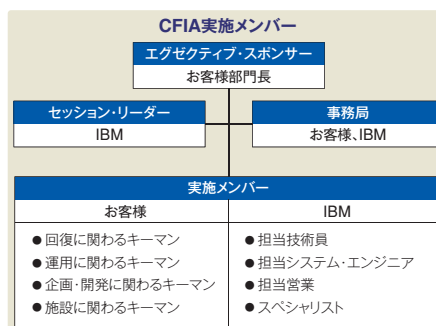 CFIA実施メンバー
エグゼクティブ・スポンサー
お客様部門長
セッション・リーダー
IBM
事務局
お客様、IBM
実施メンバー
お客様
IBM
● 回復に関わるキーマン
● 運用に関わるキーマン
● 企画・開発に関わるキーマン
● 施設に関わるキーマン
● 担当技術員
● 担当システム・エンジニア
● 担当営業
● スペシャリスト